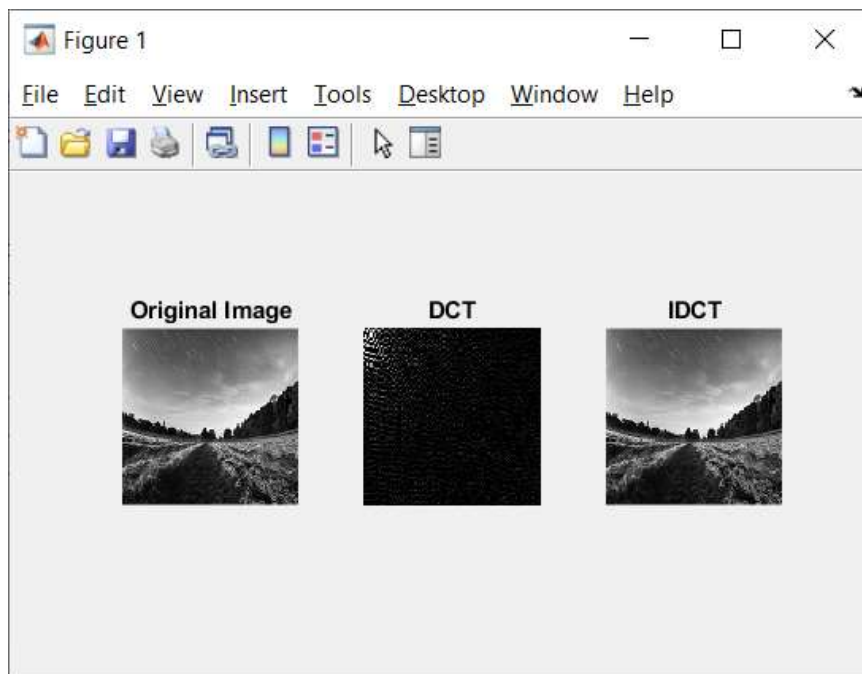 Figure 1
File Edit View Insert Tools Desktop Window Help
Original Image DCT IDCT